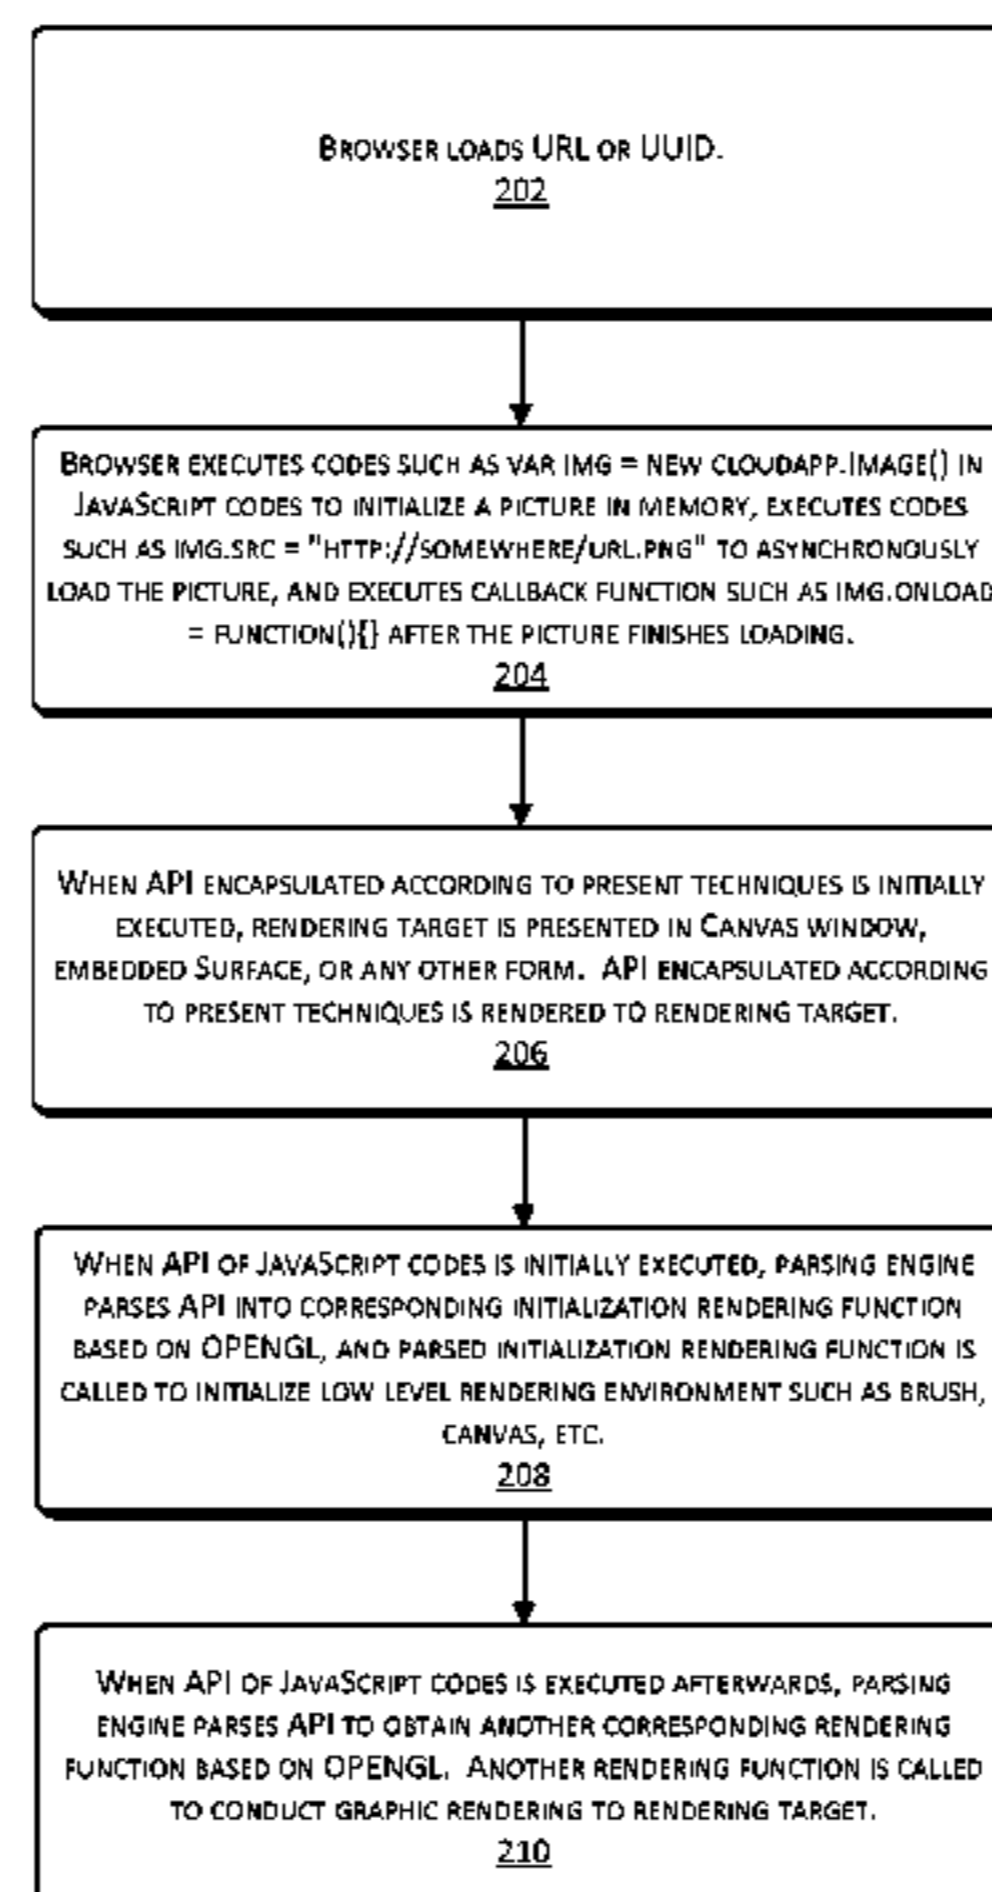 BROWSER LOADS URL OR UUID.
202
BROWSER EXECUTES CODES SUCH AS VAR IMG = NEW CLOUDAPP.IMAGE() IN
JAVASCRIPT CODES TO INITIALIZE A PICTURE IN MEMORY, EXECUTES CODES
SUCH AS IMG.SRC = "HTTP://SOMEWHERE/URL.PNG" TO ASYNCHRONOUSLY
LOAD THE PICTURE, AND EXECUTES CALLBACK FUNCTION SUCH AS IMG.ONLOAD
= FUNCTION(){} AFTER THE PICTURE FINISHES LOADING.
204
WHEN API ENCAPSULATED ACCORDING TO PRESENT TECHNIQUES IS INITIALLY
EXECUTED, RENDERING TARGET IS PRESENTED IN CANVAS WINDOW,
EMBEDDED SURFACE, OR ANY OTHER FORM. API ENCAPSULATED ACCORDING
TO PRESENT TECHNIQUES IS RENDERED TO RENDERING TARGET.
206
WHEN API OF JAVASCRIPT CODES IS INITIALLY EXECUTED, PARSING ENGINE
PARSES API INTO CORRESPONDING INITIALIZATION RENDERING FUNCTION
BASED ON OPENGL, AND PARSED INITIALIZATION RENDERING FUNCTION IS
CALLED TO INITIALIZE LOW LEVEL RENDERING ENVIRONMENT SUCH AS BRUSH,
CANVAS, ETC.
208
WHEN API OF JAVASCRIPT CODES IS EXECUTED AFTERWARDS, PARSING
ENGINE PARSES API TO OBTAIN ANOTHER CORRESPONDING RENDERING
FUNCTION BASED ON OPENGL. ANOTHER RENDERING FUNCTION IS CALLED
TO CONDUCT GRAPHIC RENDERING TO RENDERING TARGET.
210